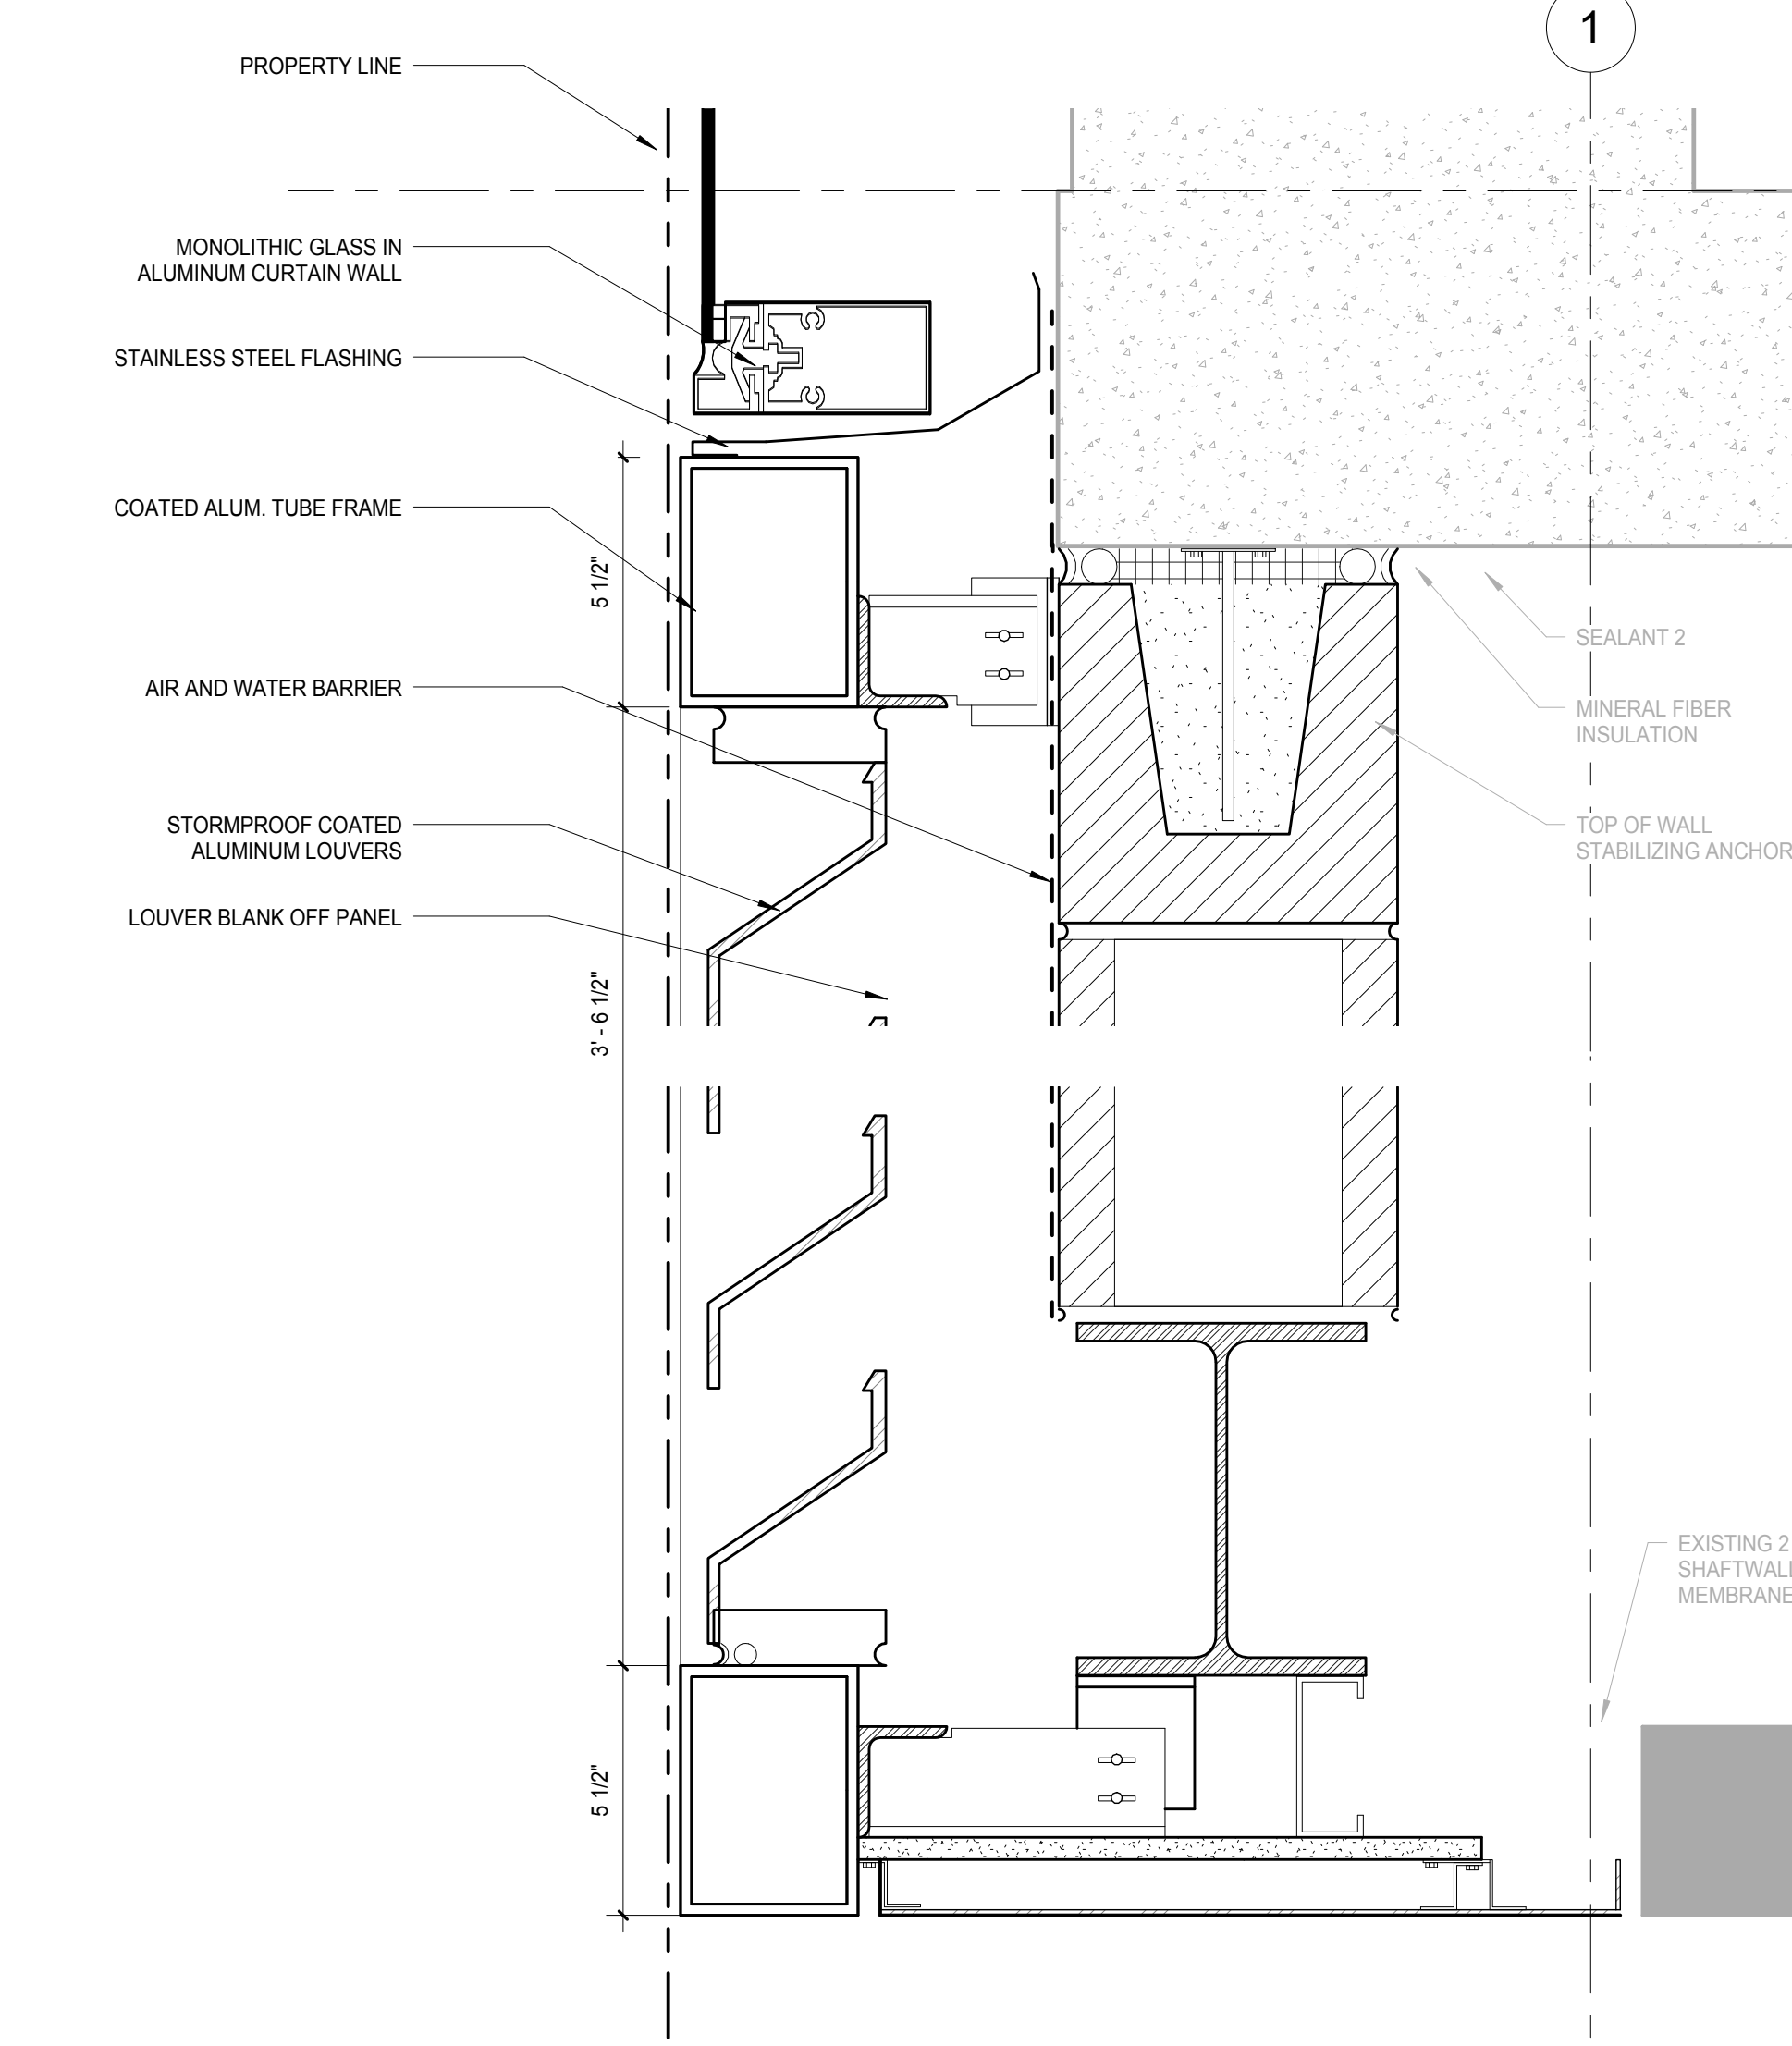 1
PROPERTY LINE
MONOLITHIC GLASS IN
ALUMINUM CURTAIN WALL
STAINLESS STEEL FLASHING
COATED ALUM. TUBE FRAME
5 1/2"
AIR AND WATER BARRIER
STORMPROOF COATED
ALUMINUM LOUVERS
LOUVER BLANK OFF PANEL
3' - 6 1/2"
5 1/2"
SEALANT 2
MINERAL FIBER
INSULATION
TOP OF WALL
STABILIZING ANCHOR
EXISTING 2
SHAFTWALL
MEMBRANE